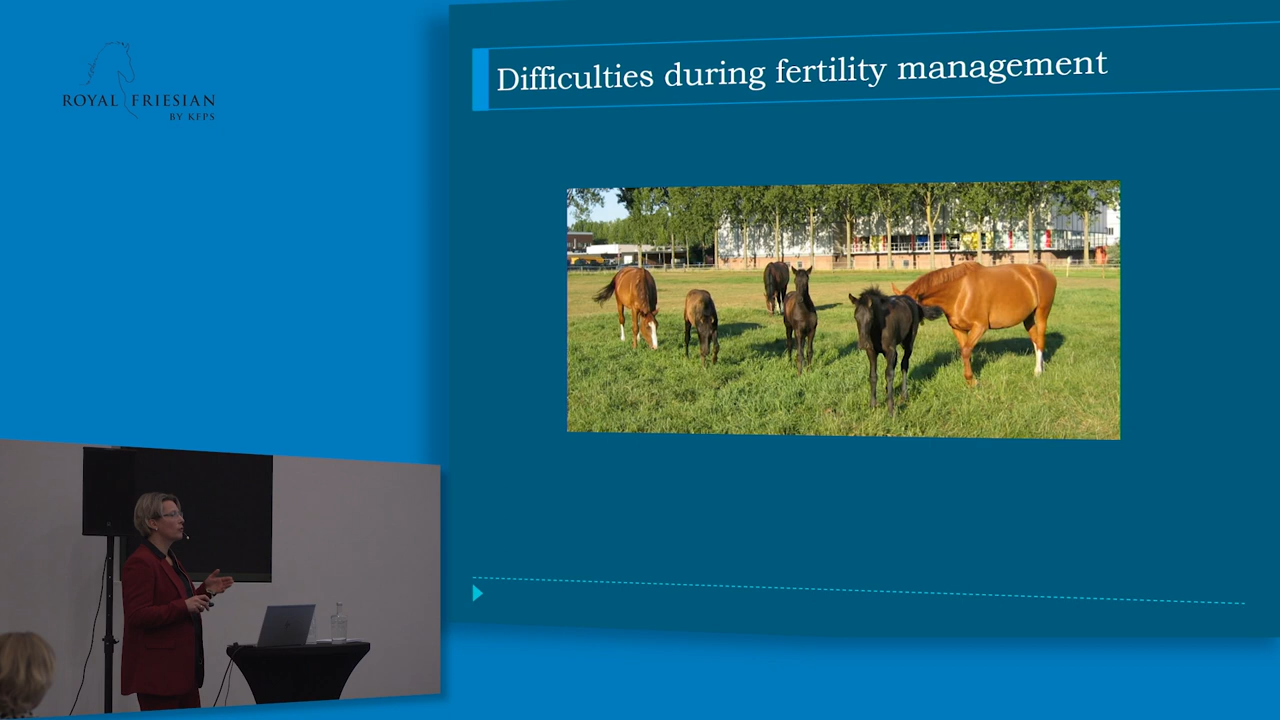 ROYAL FRIESIAN
BY KFPS
Difficulties during fertility management